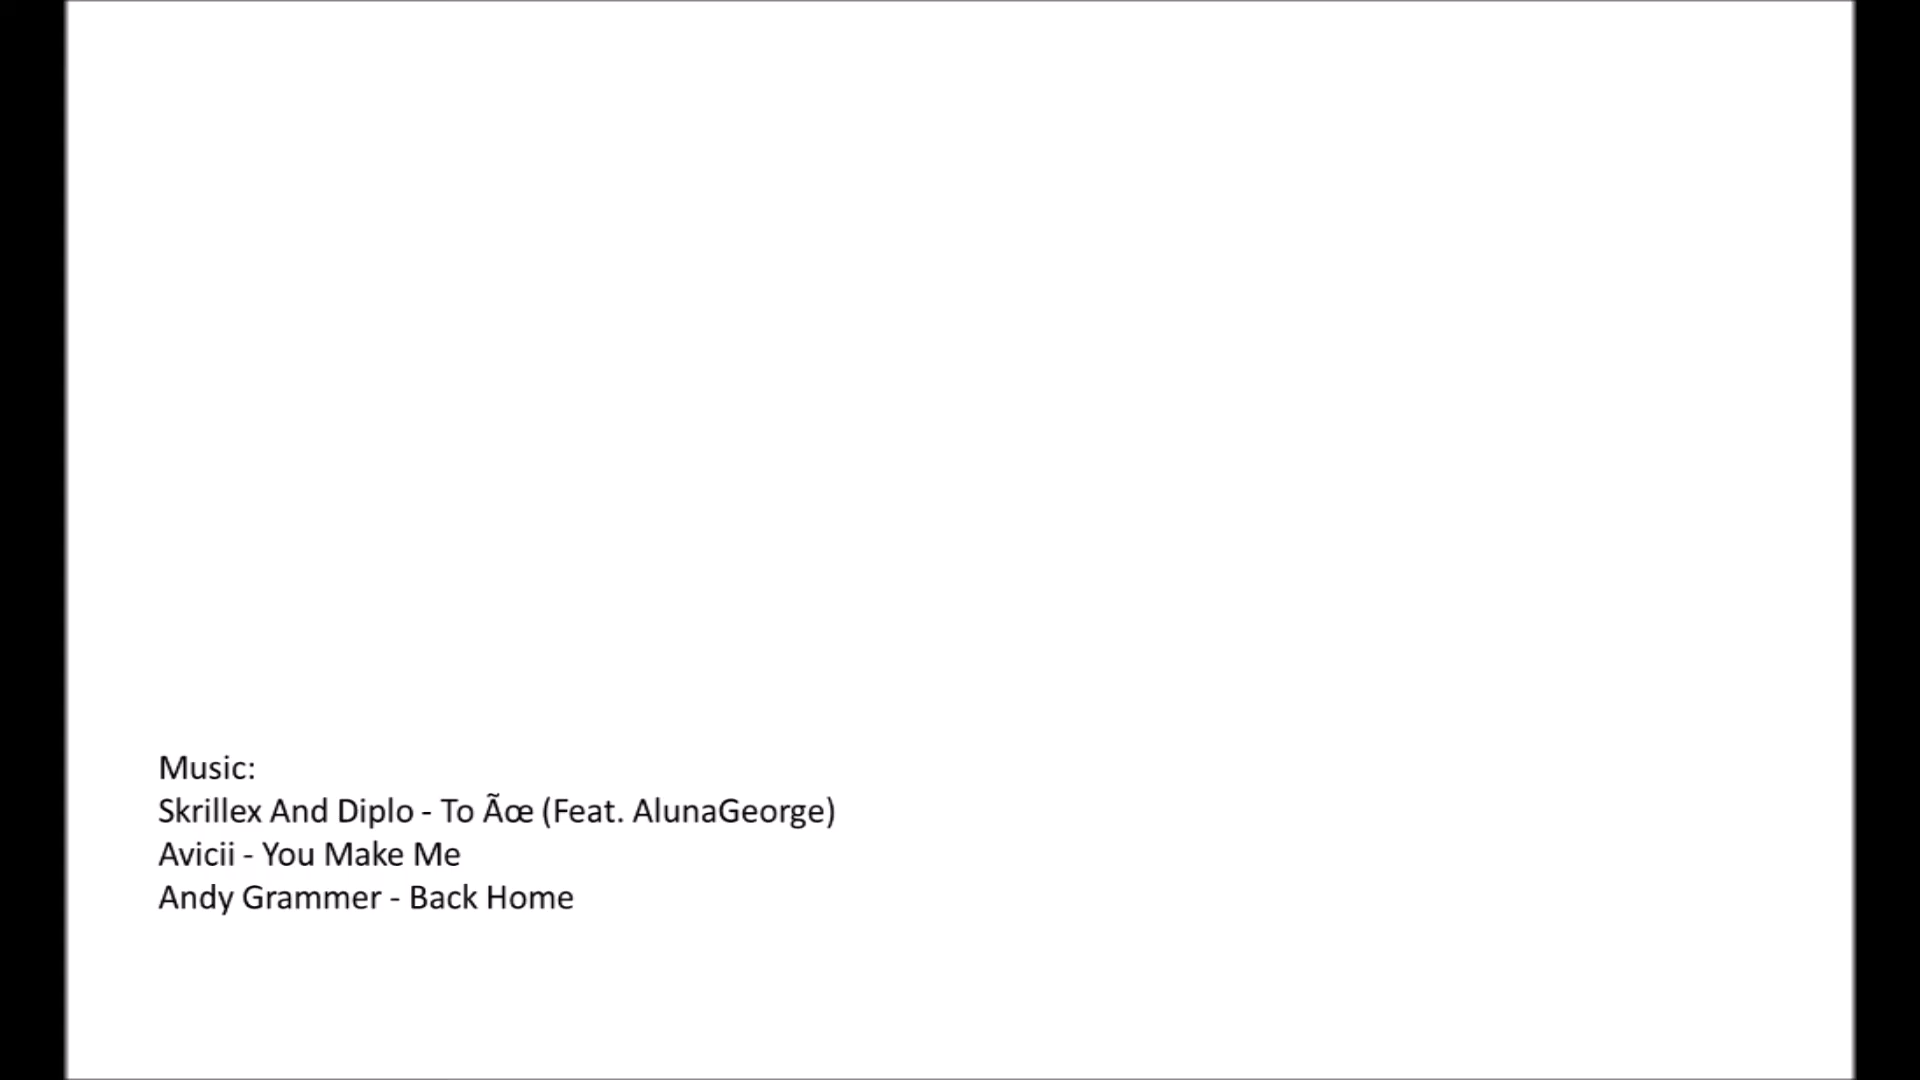 Music:
Skrillex And Diplo - To Ãœ (Feat. AlunaGeorge)
Avicii - You Make Me
Andy Grammer - Back Home